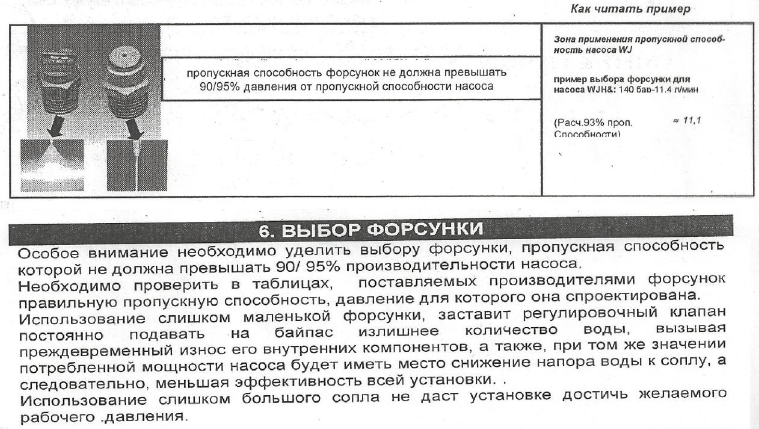 Как читать пример
пропускная способность форсунок не должна превышать
90/95% давления от пропускной способности насоса
Зона применения пропускной способ-
ность насоса WJ
пример выбора форсунки для
насоса WJH&: 140 бар-11.4 л/мин
(Расч.93% проп. ≈ 11,1
Способности)
6. ВЫБОР ФОРСУНКИ
Особое внимание необходимо уделить выбору форсунки, пропускная способность
которой не должна превышать 90/ 95% производительности насоса.
Необходимо проверить в таблицах, поставляемых производителями форсунок
правильную пропускную способность, давление для которого она спроектирована.
Использование слишком маленькой форсунки, заставит регулировочный клапан
постоянно подавать на байпас излишнее количество воды, вызывая
преждевременный износ его внутренних компонентов, а также, при том же значении
потребленной мощности насоса будет иметь место снижение напора воды к соплу, а
следовательно, меньшая эффективность всей установки. .
Использование слишком большого сопла не даст установке достичь желаемого
рабочего .давления.